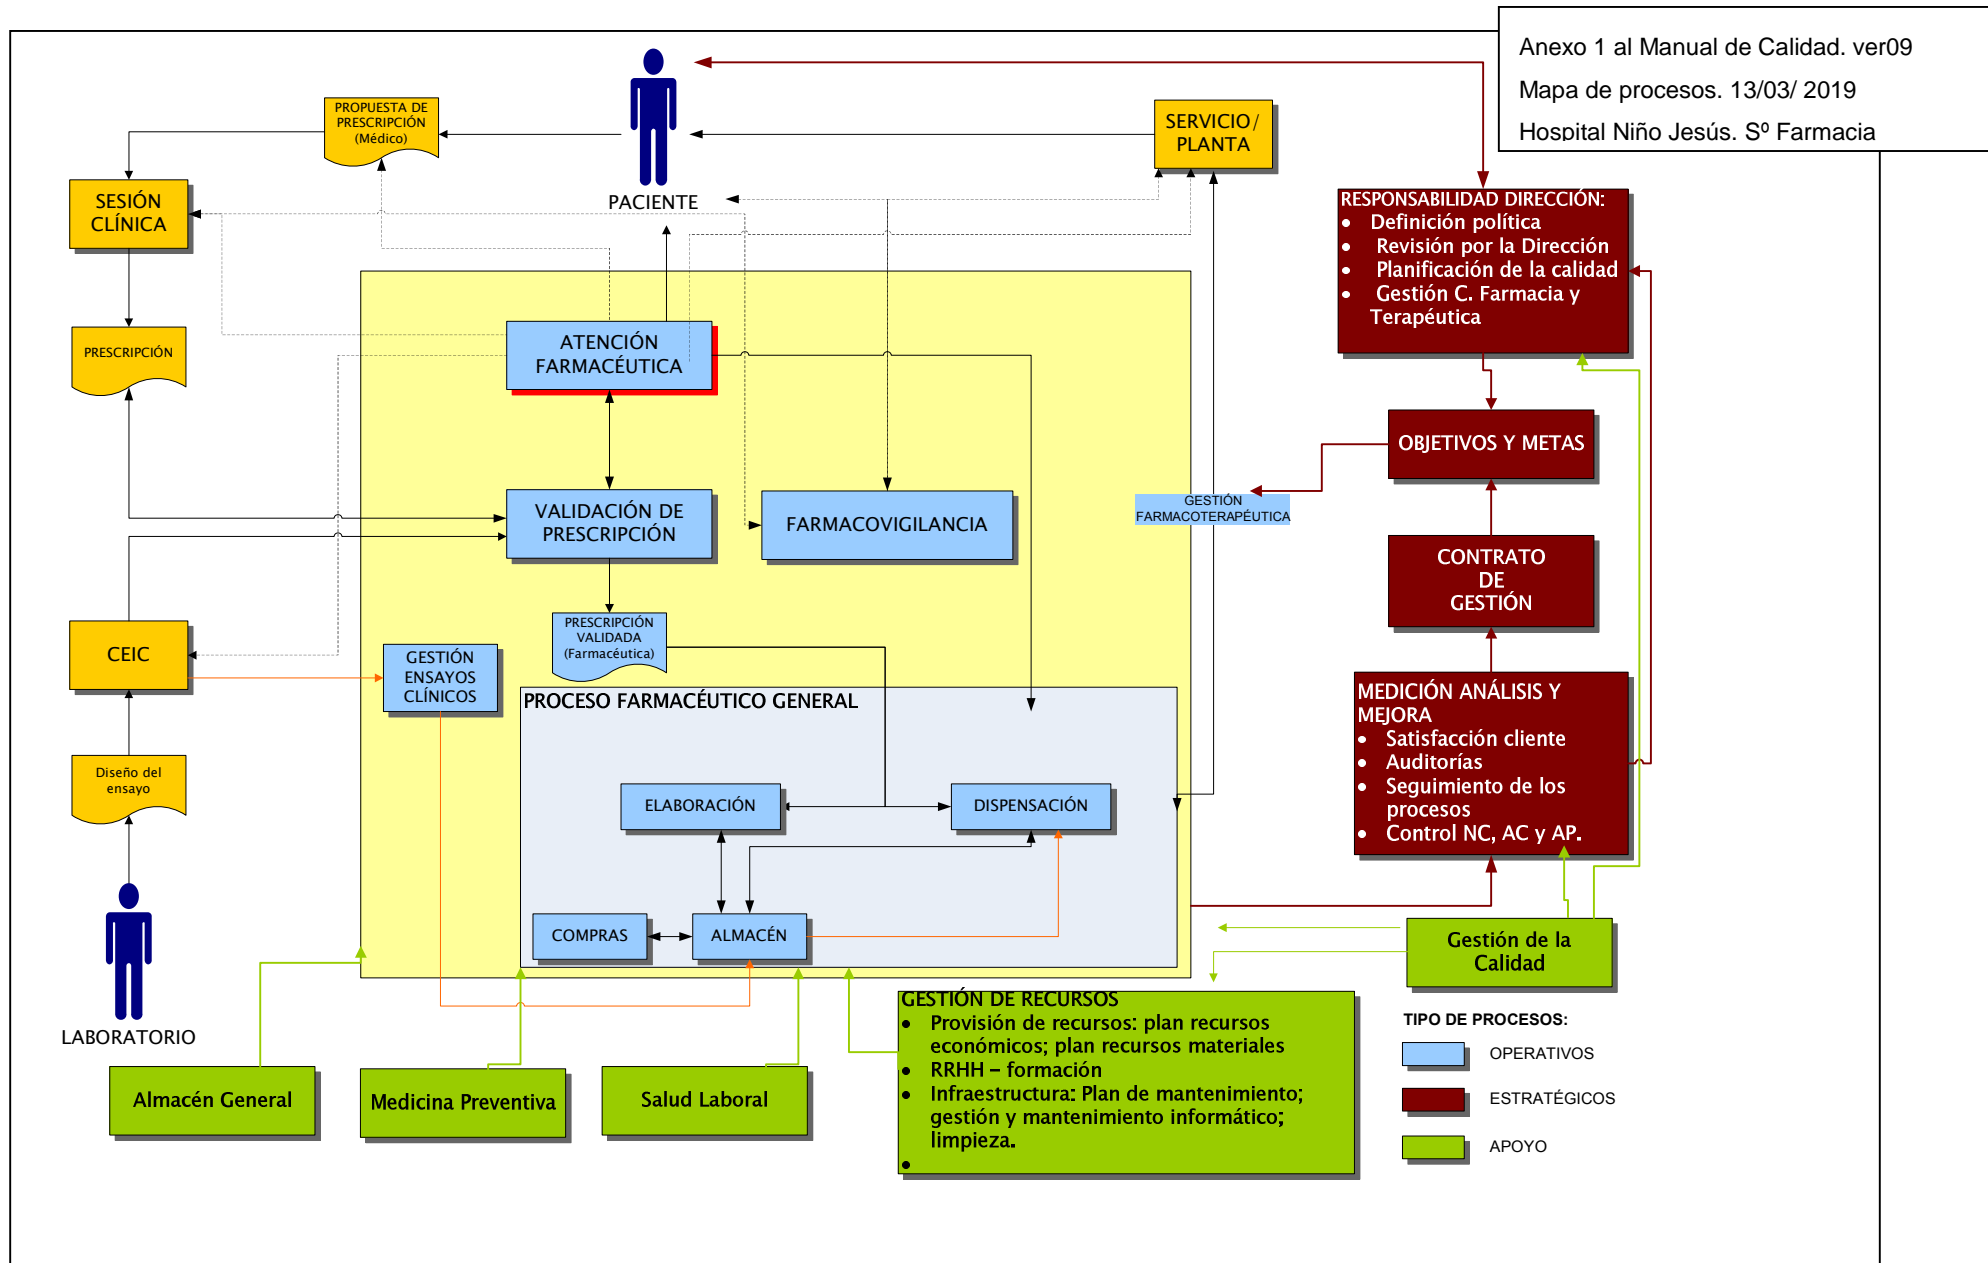 Anexo 1 al Manual de Calidad. ver09
Mapa de procesos. 13/03/ 2019
Hospital Niño Jesús. Sº Farmacia
PROPUESTA DE
PRESCRIPCIÓN
(Médico)
SERVICIO/
PLANTA
SESIÓN
CLÍNICA
PACIENTE
RESPONSABILIDAD DIRECCIÓN:
• Definición política
• Revisión por la Dirección
• Planificación de la calidad
• Gestión C. Farmacia y
Terapéutica
PRESCRIPCIÓN
ATENCIÓN
FARMACÉUTICA
OBJETIVOS Y METAS
VALIDACIÓN DE
PRESCRIPCIÓN
FARMACOVIGILANCIA
GESTIÓN
FARMACOTERAPÉUTICA
CONTRATO
DE
GESTIÓN
CEIC
GESTIÓN
ENSAYOS
CLÍNICOS
PRESCRIPCIÓN
VALIDADA
(Farmacéutica)
PROCESO FARMACÉUTICO GENERAL
MEDICIÓN ANÁLISIS Y
MEJORA
• Satisfacción cliente
• Auditorías
• Seguimiento de los
procesos
• Control NC, AC y AP.
Diseño del
ensayo
ELABORACIÓN
DISPENSACIÓN
COMPRAS
ALMACÉN
Gestión de la
Calidad
LABORATORIO
GESTIÓN DE RECURSOS
• Provisión de recursos: plan recursos
económicos; plan recursos materiales
• RRHH – formación
• Infraestructura: Plan de mantenimiento;
gestión y mantenimiento informático;
limpieza.
•
Almacén General
Medicina Preventiva
Salud Laboral
TIPO DE PROCESOS:
OPERATIVOS
ESTRATÉGICOS
APOYO